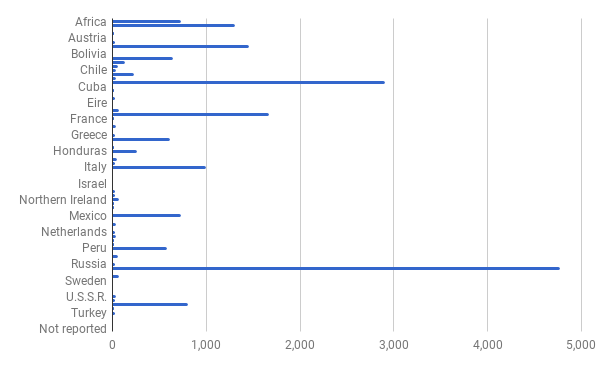 Africa
Austria
Bolivia
Chile
Cuba
Eire
France
Greece
Honduras
Italy
Israel
Northern Ireland
Mexico
Netherlands
Peru
Russia
Sweden
U.S.S.R.
Turkey
Not reported
0 1,000 2,000 3,000 4,000 5,000